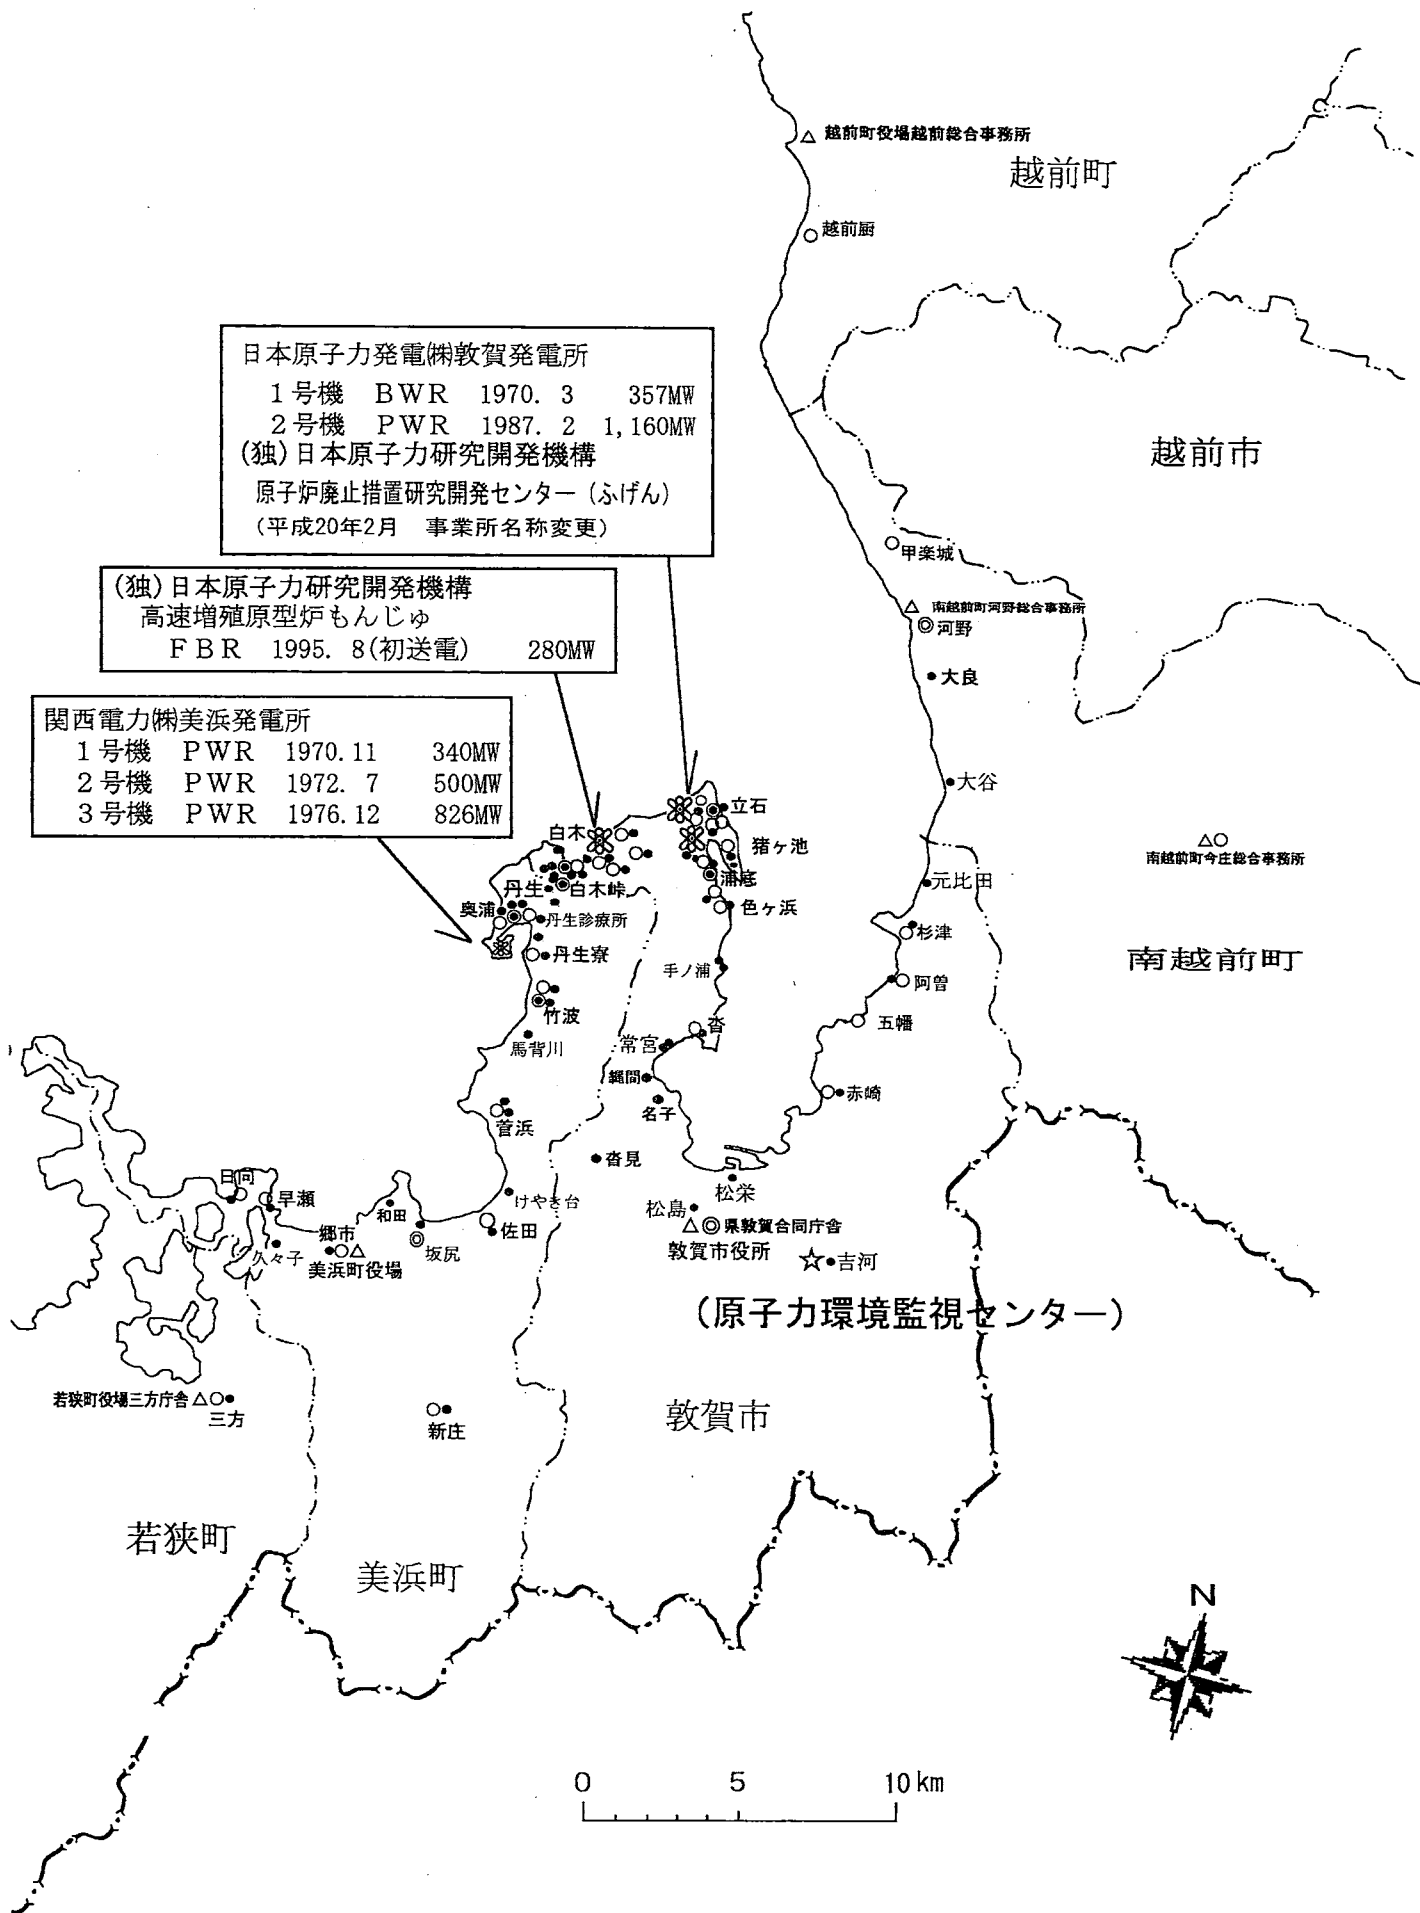 越前町役場越前総合事務所
越前町
越前厨
日本原子力発電㈱敦賀発電所
1号機 BWR 1970. 3 357MW
2号機 PWR 1987. 2 1,160MW
(独)日本原子力研究開発機構
原子炉廃止措置研究開発センター(ふげん)
(平成20年2月 事業所名称変更)
越前市
甲楽城
(独)日本原子力研究開発機構
高速増殖原型炉もんじゅ
FBR 1995. 8(初送電) 280MW
南越前町河野総合事務所
河野
大良
関西電力㈱美浜発電所
1号機 PWR 1970.11 340MW
2号機 PWR 1972. 7 500MW
3号機 PWR 1976.12 826MW
大谷
立石
白木
猪ヶ池
南越前町今庄総合事務所
浦底
元比田
丹生
白木峠
色ヶ浜
奥浦
丹生診療所
杉津
丹生寮
南越前町
手ノ浦
阿曽
竹波
五幡
沓
馬背川
常宮
縄間
赤崎
名子
菅浜
沓見
日向
松栄
早瀬
けやき台
和田
松島
県敦賀合同庁舎
郷市
佐田
久々子
坂尻
敦賀市役所
吉河
美浜町役場
(原子力環境監視センター)
若狭町役場三方庁舎
三方
新庄
敦賀市
若狭町
美浜町
N
0 5 10km